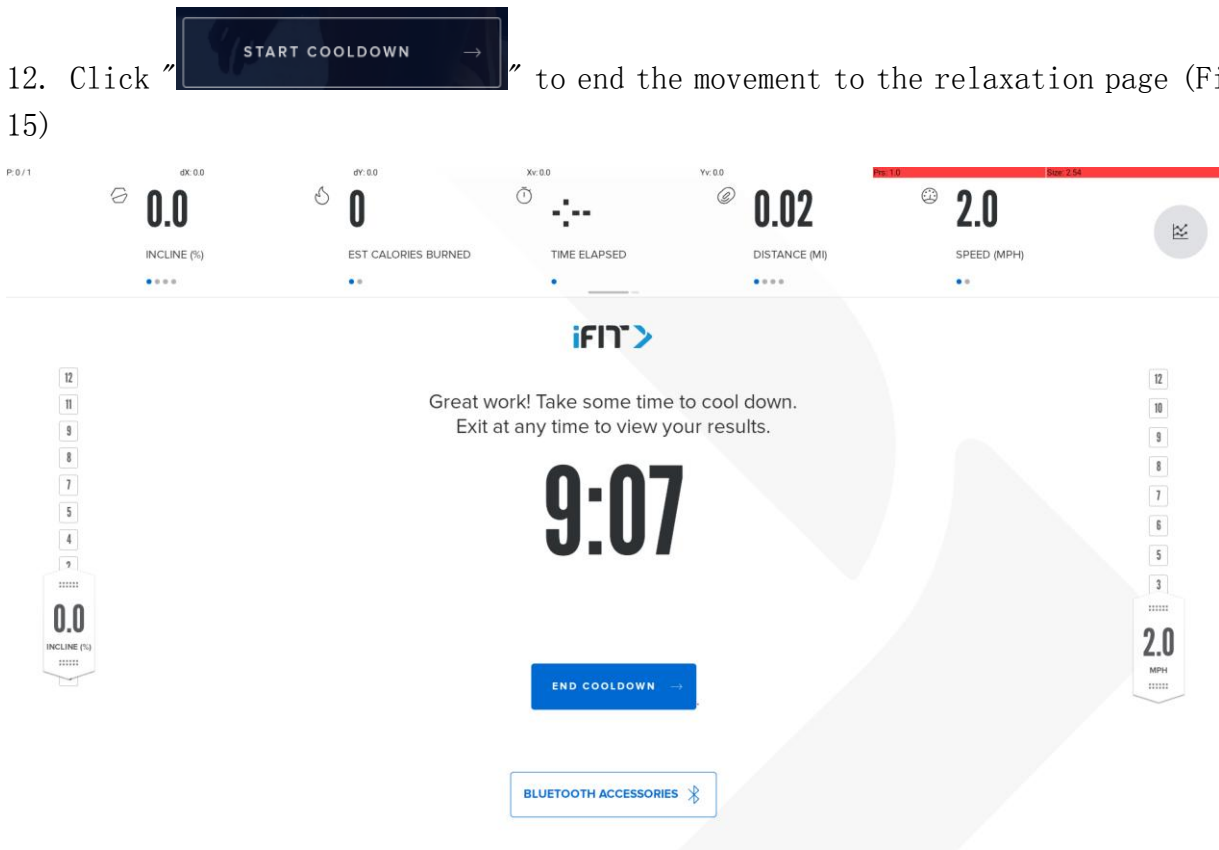 START COOLDOWN →
12. Click "" to end the movement to the relaxation page (Fi
15)
P: 0 / 1 dX: 0.0 dY: 0.0 Xv: 0.0 Yv: 0.0 Prs: 1.0 Size: 2.54
0.0 0 -:-- 0.02 2.0
INCLINE (%) EST CALORIES BURNED TIME ELAPSED DISTANCE (MI) SPEED (MPH)
iFIT
12
11
9
8
7
5
4
0.0
INCLINE (%)
Great work! Take some time to cool down.
Exit at any time to view your results.
9:07
END COOLDOWN →
BLUETOOTH ACCESSORIES
12
10
9
8
7
6
5
3
2.0
MPH